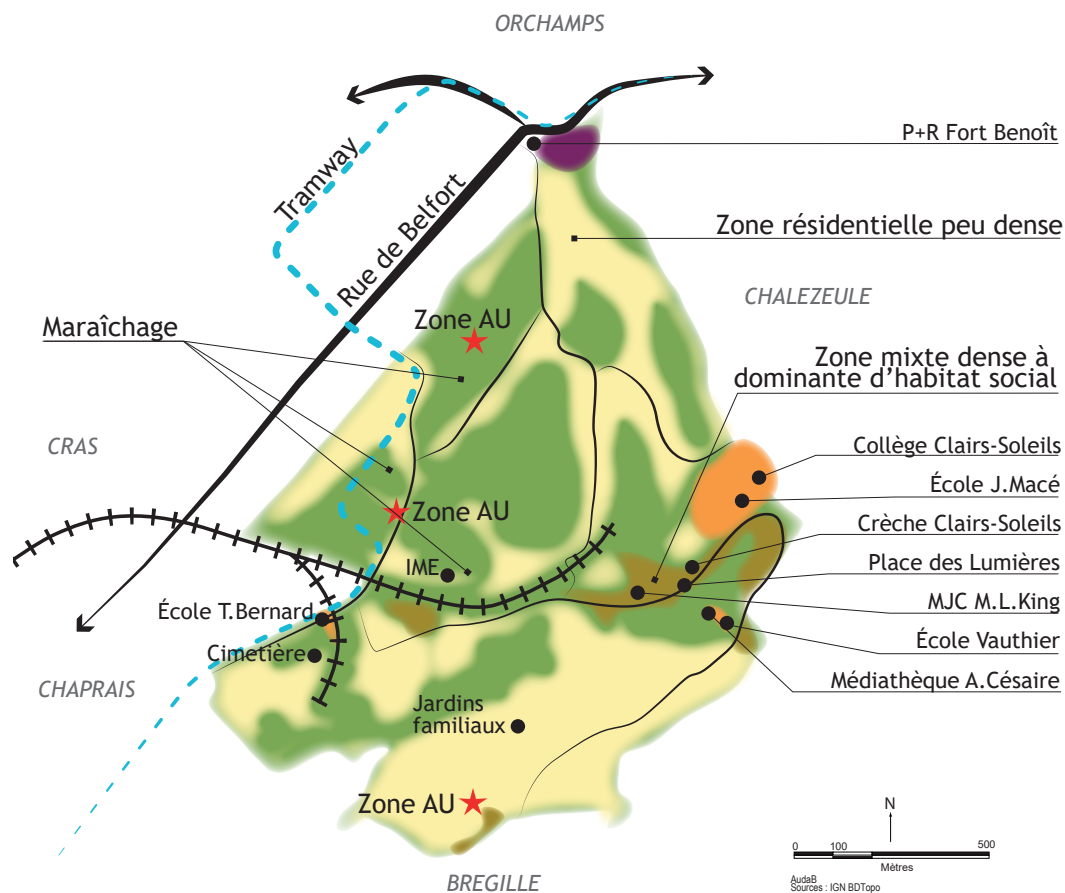 ORCHAMPS
P+R Fort Benoît
Tramway
Rue de Belfort
Zone résidentielle peu dense
CHALEZEULE
Maraîchage
Zone AU
Zone mixte dense à
dominante d'habitat social
CRAS
Collège Clairs-Soleils
École J.Macé
Zone AU
Crèche Clairs-Soleils
IME
Place des Lumières
École T.Bernard
MJC M.L.King
École Vauthier
Cimetière
Médiathèque A.Césaire
CHAPRAIS
Jardins
familiaux
Zone AU
N
0 100 500
Mètres
AudaB
Sources : IGN BDTopo
BREGILLE